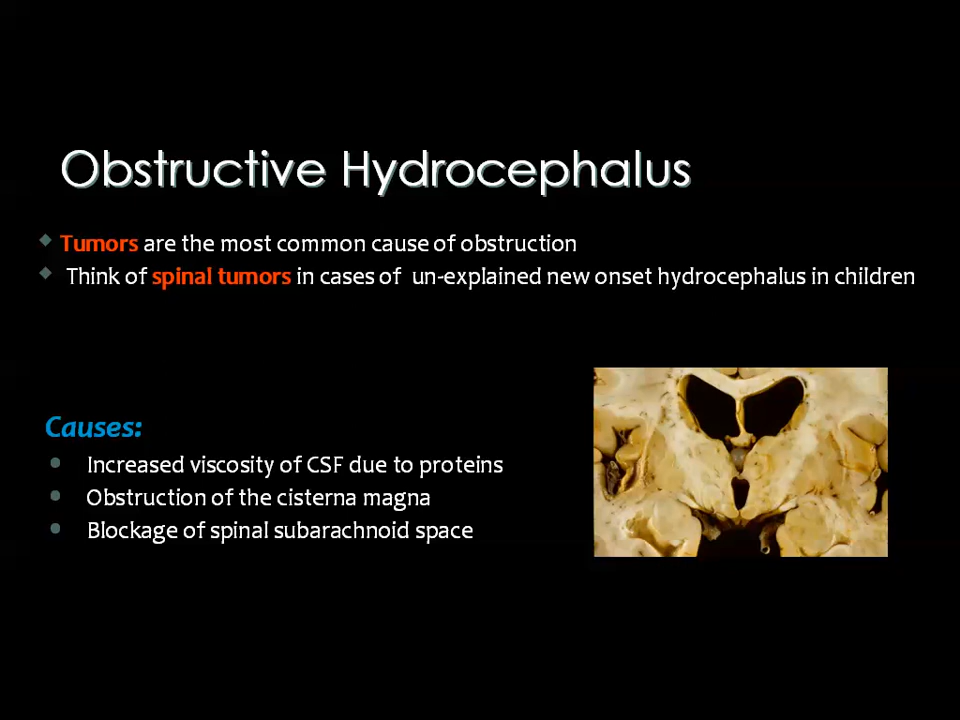 Obstructive Hydrocephalus
Tumors are the most common cause of obstruction
Think of spinal tumors in cases of un-explained new onset hydrocephalus in children
Causes:
Increased viscosity of CSF due to proteins
Obstruction of the cisterna magna
Blockage of spinal subarachnoid space